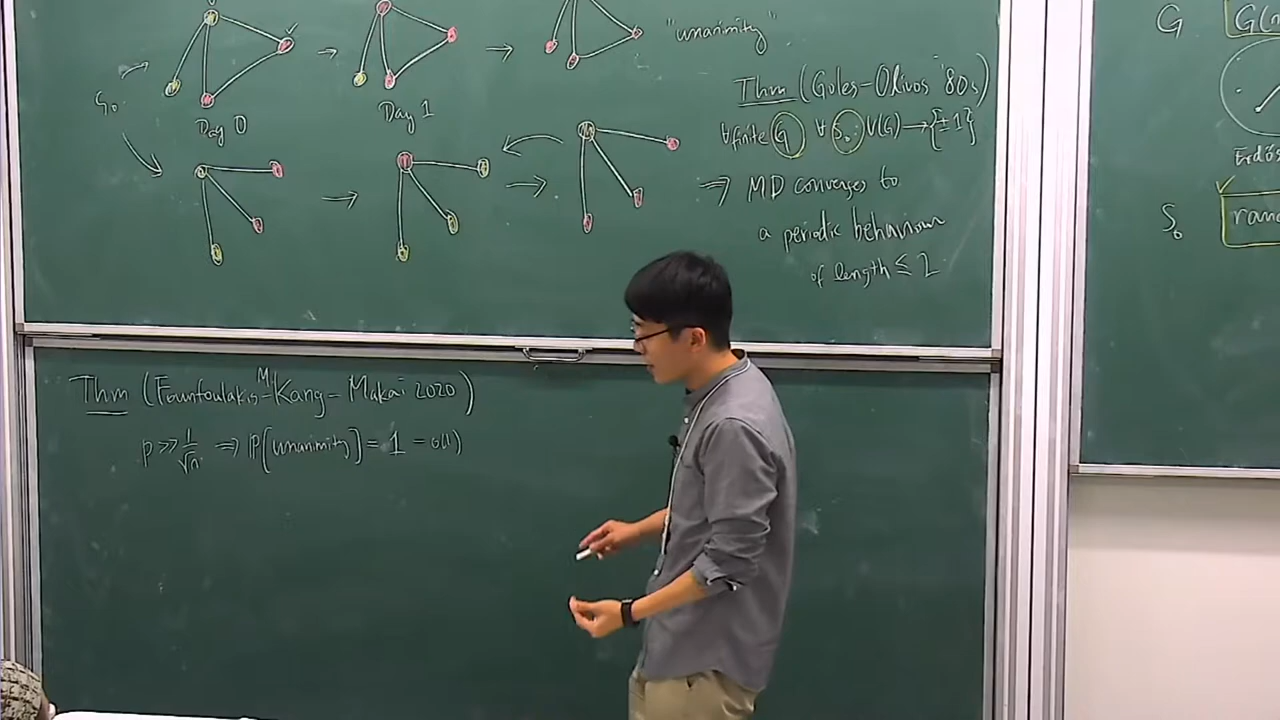 "unanimity"
S₀
Day 0
Day 1
Thm (Goles-Olivos '80s)
∀finite G ∀ S₀: V(G) → {±1}
⇒ MD converges to
a periodic behaviour
of length ≤ 2
Thm (Fountoulakis-M Kang-Makai 2020)
p >> 1/√n ⇒ P[unanimity] = 1 - o(1)
G
Erdős
S₀